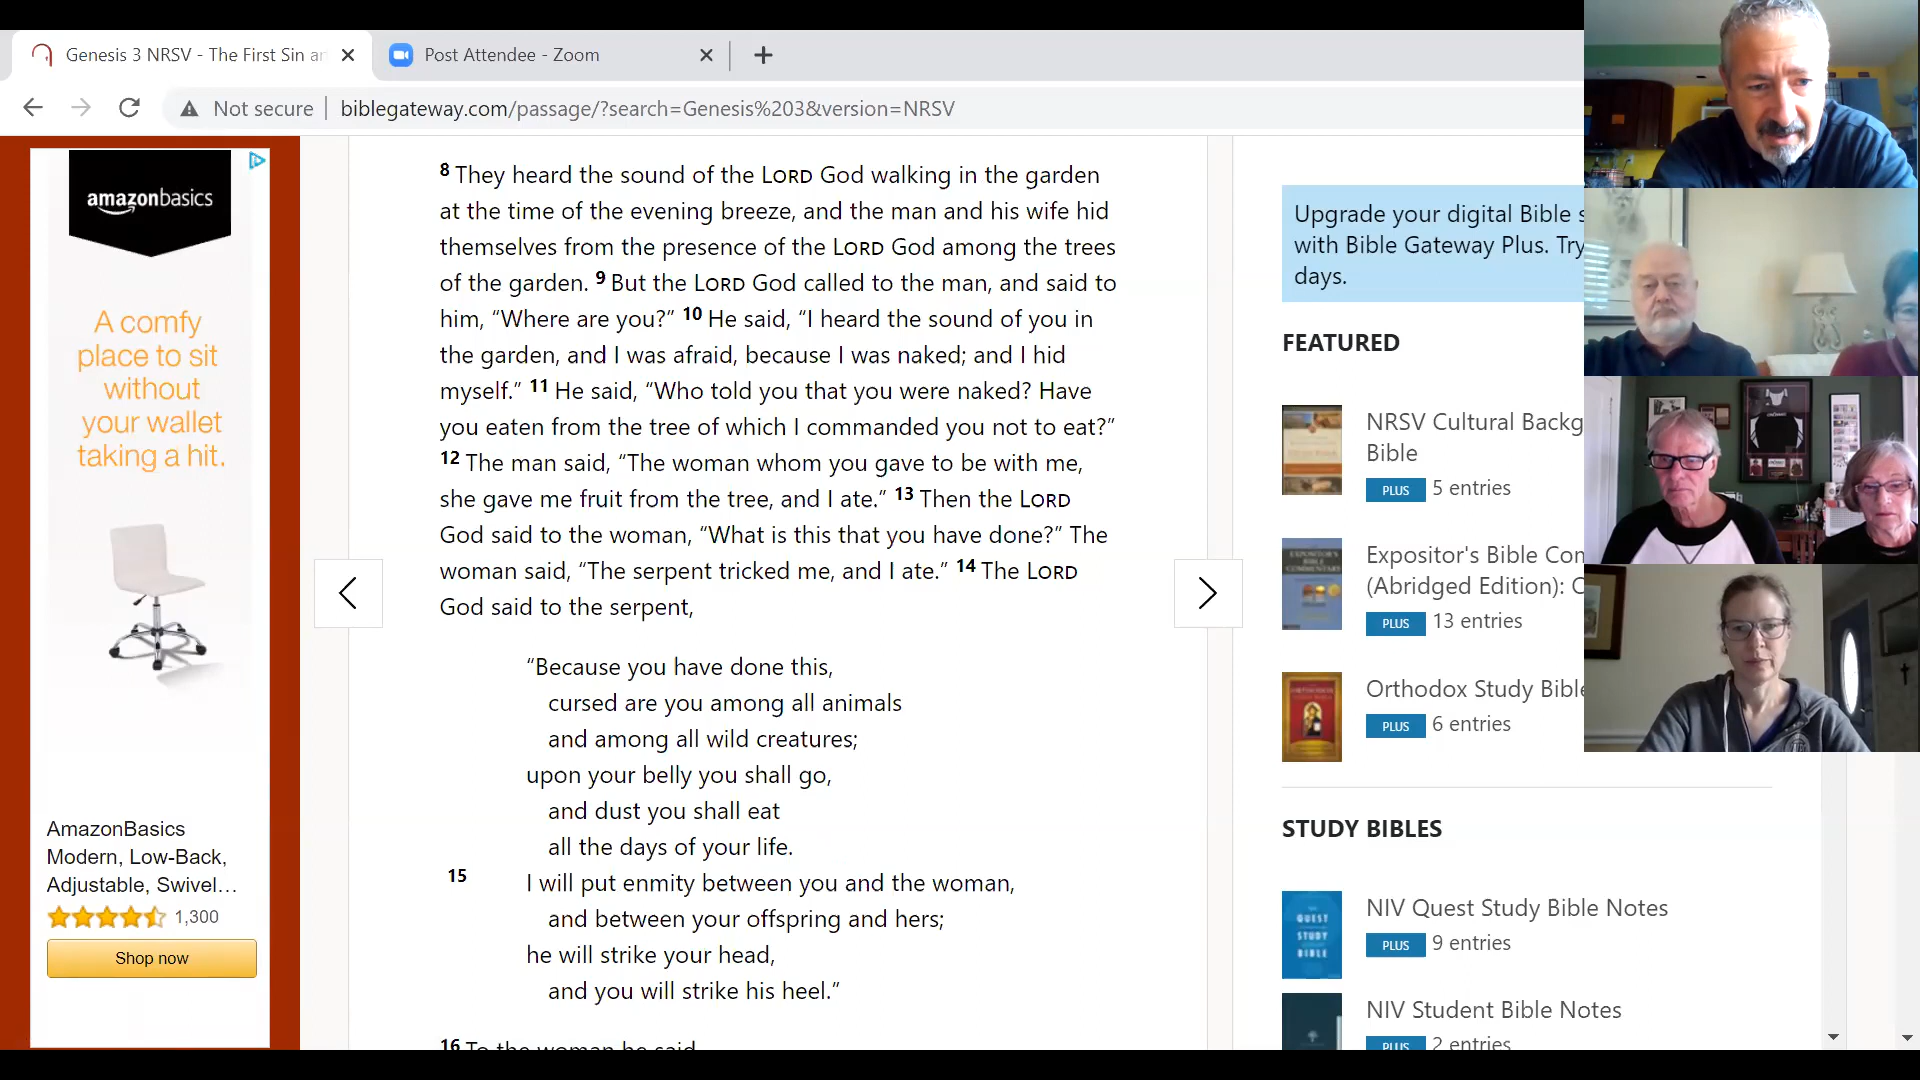 Genesis 3 NRSV - The First Sin an
Post Attendee - Zoom
Not secure
biblegateway.com/passage/?search=Genesis%203&version=NRSV
amazonbasics
A comfy
place to sit
without
your wallet
taking a hit.
AmazonBasics
Modern, Low-Back,
Adjustable, Swivel...
1,300
Shop now
8 They heard the sound of the LORD God walking in the garden
at the time of the evening breeze, and the man and his wife hid
themselves from the presence of the LORD God among the trees
of the garden. 9 But the LORD God called to the man, and said to
him, “Where are you?” 10 He said, “I heard the sound of you in
the garden, and I was afraid, because I was naked; and I hid
myself.” 11 He said, “Who told you that you were naked? Have
you eaten from the tree of which I commanded you not to eat?”
12 The man said, “The woman whom you gave to be with me,
she gave me fruit from the tree, and I ate.” 13 Then the LORD
God said to the woman, “What is this that you have done?” The
woman said, “The serpent tricked me, and I ate.” 14 The LORD
God said to the serpent,
“Because you have done this,
cursed are you among all animals
and among all wild creatures;
upon your belly you shall go,
and dust you shall eat
all the days of your life.
15 I will put enmity between you and the woman,
and between your offspring and hers;
he will strike your head,
and you will strike his heel.”
16 To the woman he said
Upgrade your digital Bible s
with Bible Gateway Plus. Try
days.
FEATURED
NRSV Cultural Backg
Bible
PLUS 5 entries
Expositor's Bible Com
(Abridged Edition):
PLUS 13 entries
Orthodox Study Bible
PLUS 6 entries
STUDY BIBLES
QUEST
STUDY
BIBLE
NIV Quest Study Bible Notes
PLUS 9 entries
NIV Student Bible Notes
PLUS 2 entries